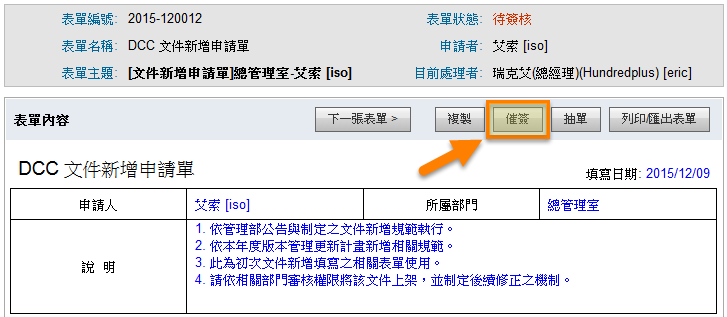 表單編號: 2015-120012 表單狀態: 待簽核
表單名稱: DCC 文件新增申請單 申請者: 艾索 [iso]
表單主題: [文件新增申請單]總管理室-艾索 [iso] 目前處理者: 瑞克艾(總經理)(Hundredplus) [eric]
表單內容 下一張表單 > 複製 催簽 抽單 列印/匯出表單
DCC 文件新增申請單
填寫日期: 2015/12/09
申請人 艾索 [iso] 所屬部門 總管理室
1. 依管理部公告與制定之文件新增規範執行。
2. 依本年度版本管理更新計畫新增相關規範。
說 明
3. 此為初次文件新增填寫之相關表單使用。
4. 請依相關部門審核權限將該文件上架，並制定後續修正之機制。